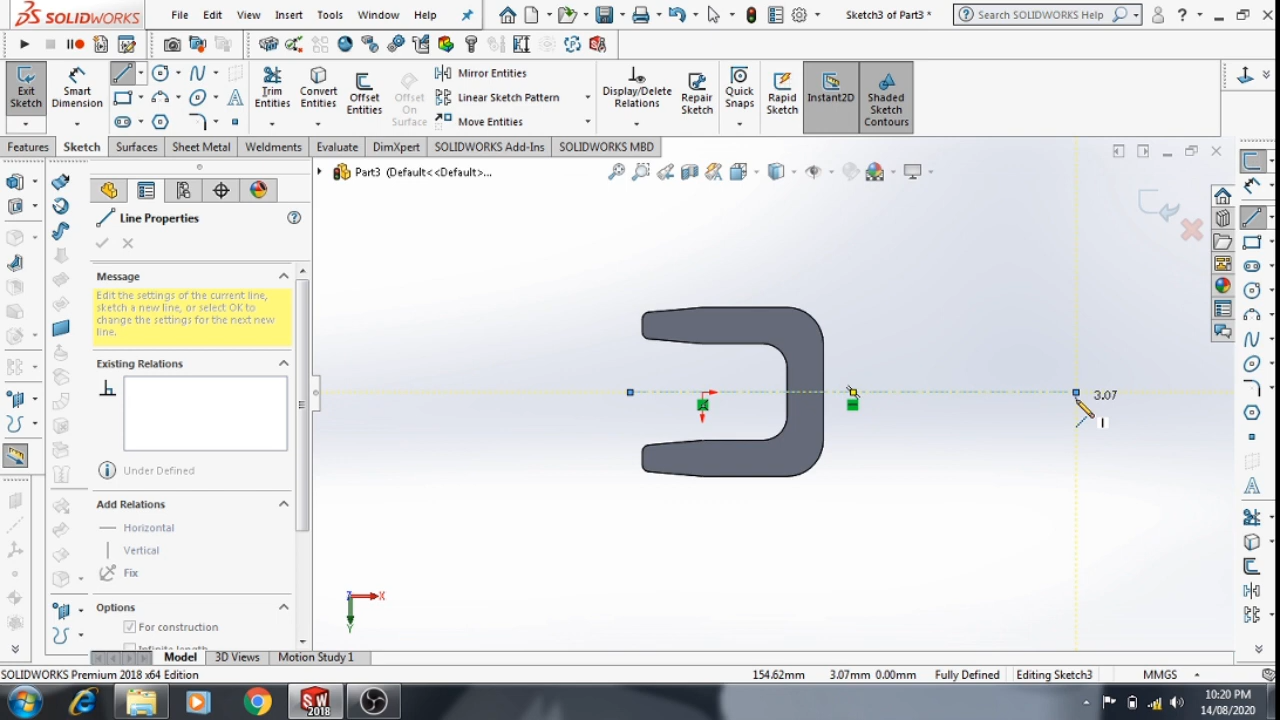 SOLIDWORKS
File Edit View Insert Tools Window Help
Sketch3 of Part3 *
Search SOLIDWORKS Help
Exit Sketch
Smart Dimension
Trim Entities
Convert Entities
Offset Entities
Offset On Surface
Mirror Entities
Linear Sketch Pattern
Move Entities
Display/Delete Relations
Repair Sketch
Quick Snaps
Rapid Sketch
Instant2D
Shaded Sketch Contours
Features Sketch Surfaces Sheet Metal Weldments Evaluate DimXpert SOLIDWORKS Add-Ins SOLIDWORKS MBD
Part3 (Default<<Default>...
Line Properties
Message
Edit the settings of the current line, sketch a new line, or select OK to change the settings for the next new line.
Existing Relations
Under Defined
Add Relations
Horizontal
Vertical
Fix
Options
For construction
Infinite length
3.07
X
Y
Z
Model 3D Views Motion Study 1
SOLIDWORKS Premium 2018 x64 Edition
154.62mm 3.07mm 0.00mm Fully Defined Editing Sketch3 MMGS
SW 2018
10:20 PM
14/08/2020